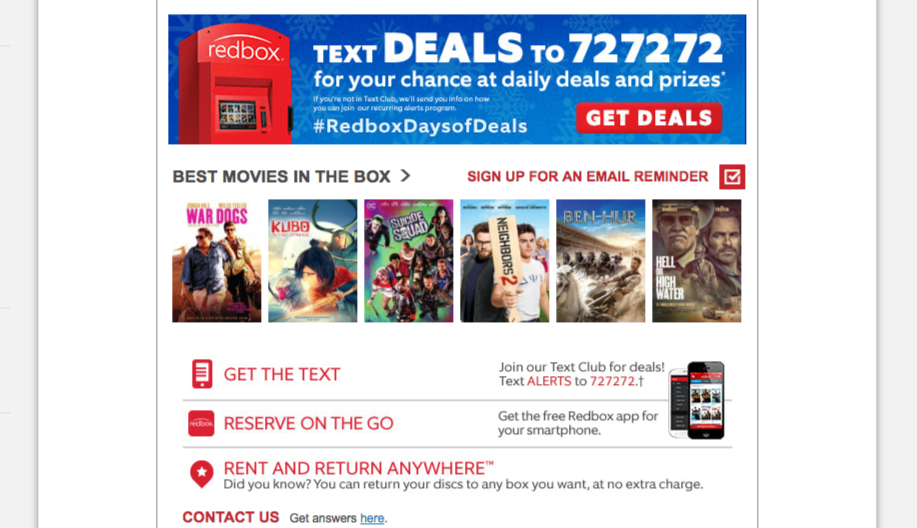 redbox.
TEXT DEALS TO 727272
for your chance at daily deals and prizes*
If you're not in Text Club, we'll send you info on how
you can join our recurring alerts program.
#RedboxDaysofDeals
GET DEALS
BEST MOVIES IN THE BOX >
SIGN UP FOR AN EMAIL REMINDER
JONAH HILL MILES TELLER
WAR DOGS
KUBO
SUICIDE
SQUAD
NEIGHBORS 2
BEN-HUR
HELL
OR
HIGH
WATER
GET THE TEXT
Join our Text Club for deals!
Text ALERTS to 727272.†
redbox.
RESERVE ON THE GO
Get the free Redbox app for
your smartphone.
RENT AND RETURN ANYWHERE™
Did you know? You can return your discs to any box you want, at no extra charge.
CONTACT US Get answers here.